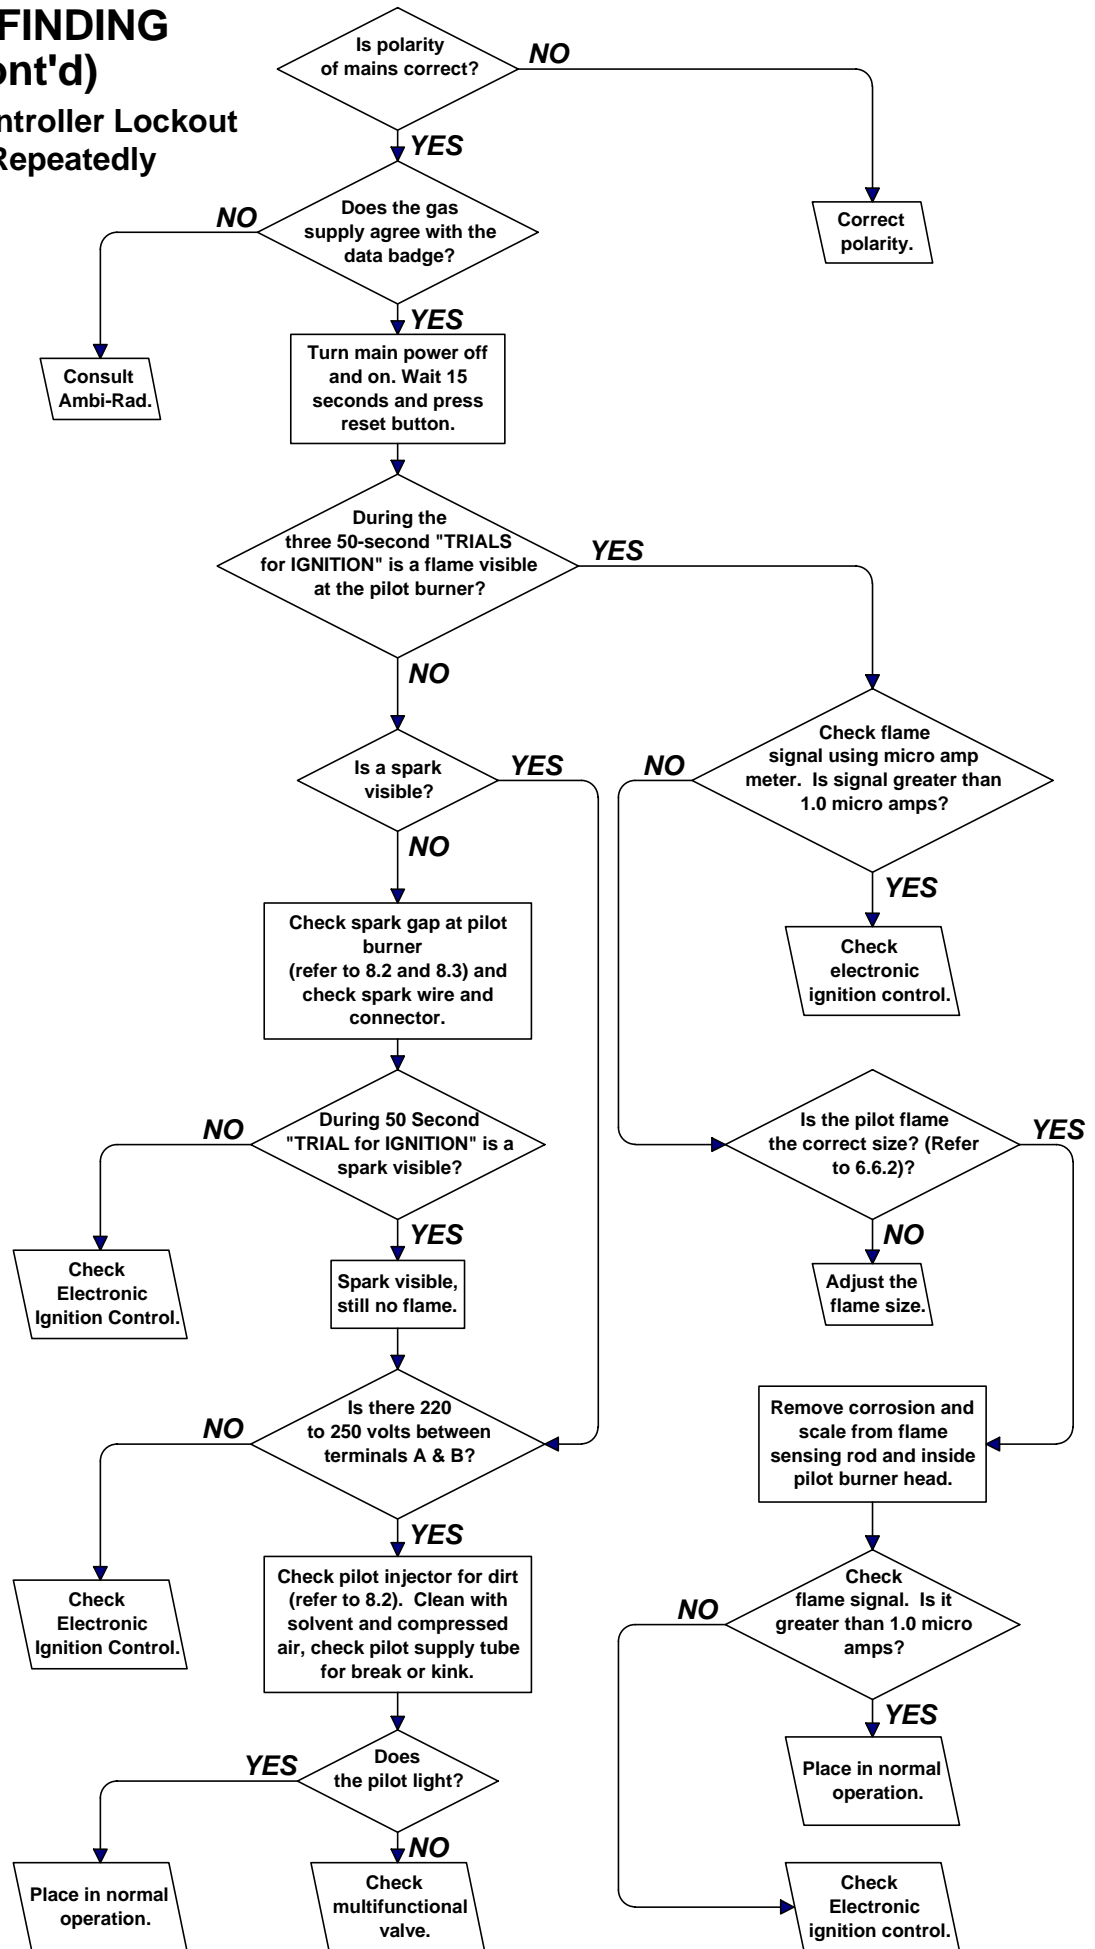 FINDING
ont'd)
ntroller Lockout
Repeatedly
Is polarity
of mains correct?
NO
YES
Correct
polarity.
Does the gas
supply agree with the
data badge?
NO
YES
Consult
Ambi-Rad.
Turn main power off
and on. Wait 15
seconds and press
reset button.
During the
three 50-second "TRIALS
for IGNITION" is a flame visible
at the pilot burner?
YES
NO
Check flame
signal using micro amp
meter. Is signal greater than
1.0 micro amps?
NO
YES
Is a spark
visible?
YES
NO
Check
electronic
ignition control.
Check spark gap at pilot
burner
(refer to 8.2 and 8.3) and
check spark wire and
connector.
During 50 Second
"TRIAL for IGNITION" is a
spark visible?
NO
YES
Is the pilot flame
the correct size? (Refer
to 6.6.2)?
YES
NO
Check
Electronic
Ignition Control.
Spark visible,
still no flame.
Adjust the
flame size.
Is there 220
to 250 volts between
terminals A & B?
NO
YES
Remove corrosion and
scale from flame
sensing rod and inside
pilot burner head.
Check
Electronic
Ignition Control.
Check pilot injector for dirt
(refer to 8.2). Clean with
solvent and compressed
air, check pilot supply tube
for break or kink.
Check
flame signal. Is it
greater than 1.0 micro
amps?
NO
YES
Does
the pilot light?
YES
NO
Place in normal
operation.
Place in normal
operation.
Check
multifunctional
valve.
Check
Electronic
ignition control.